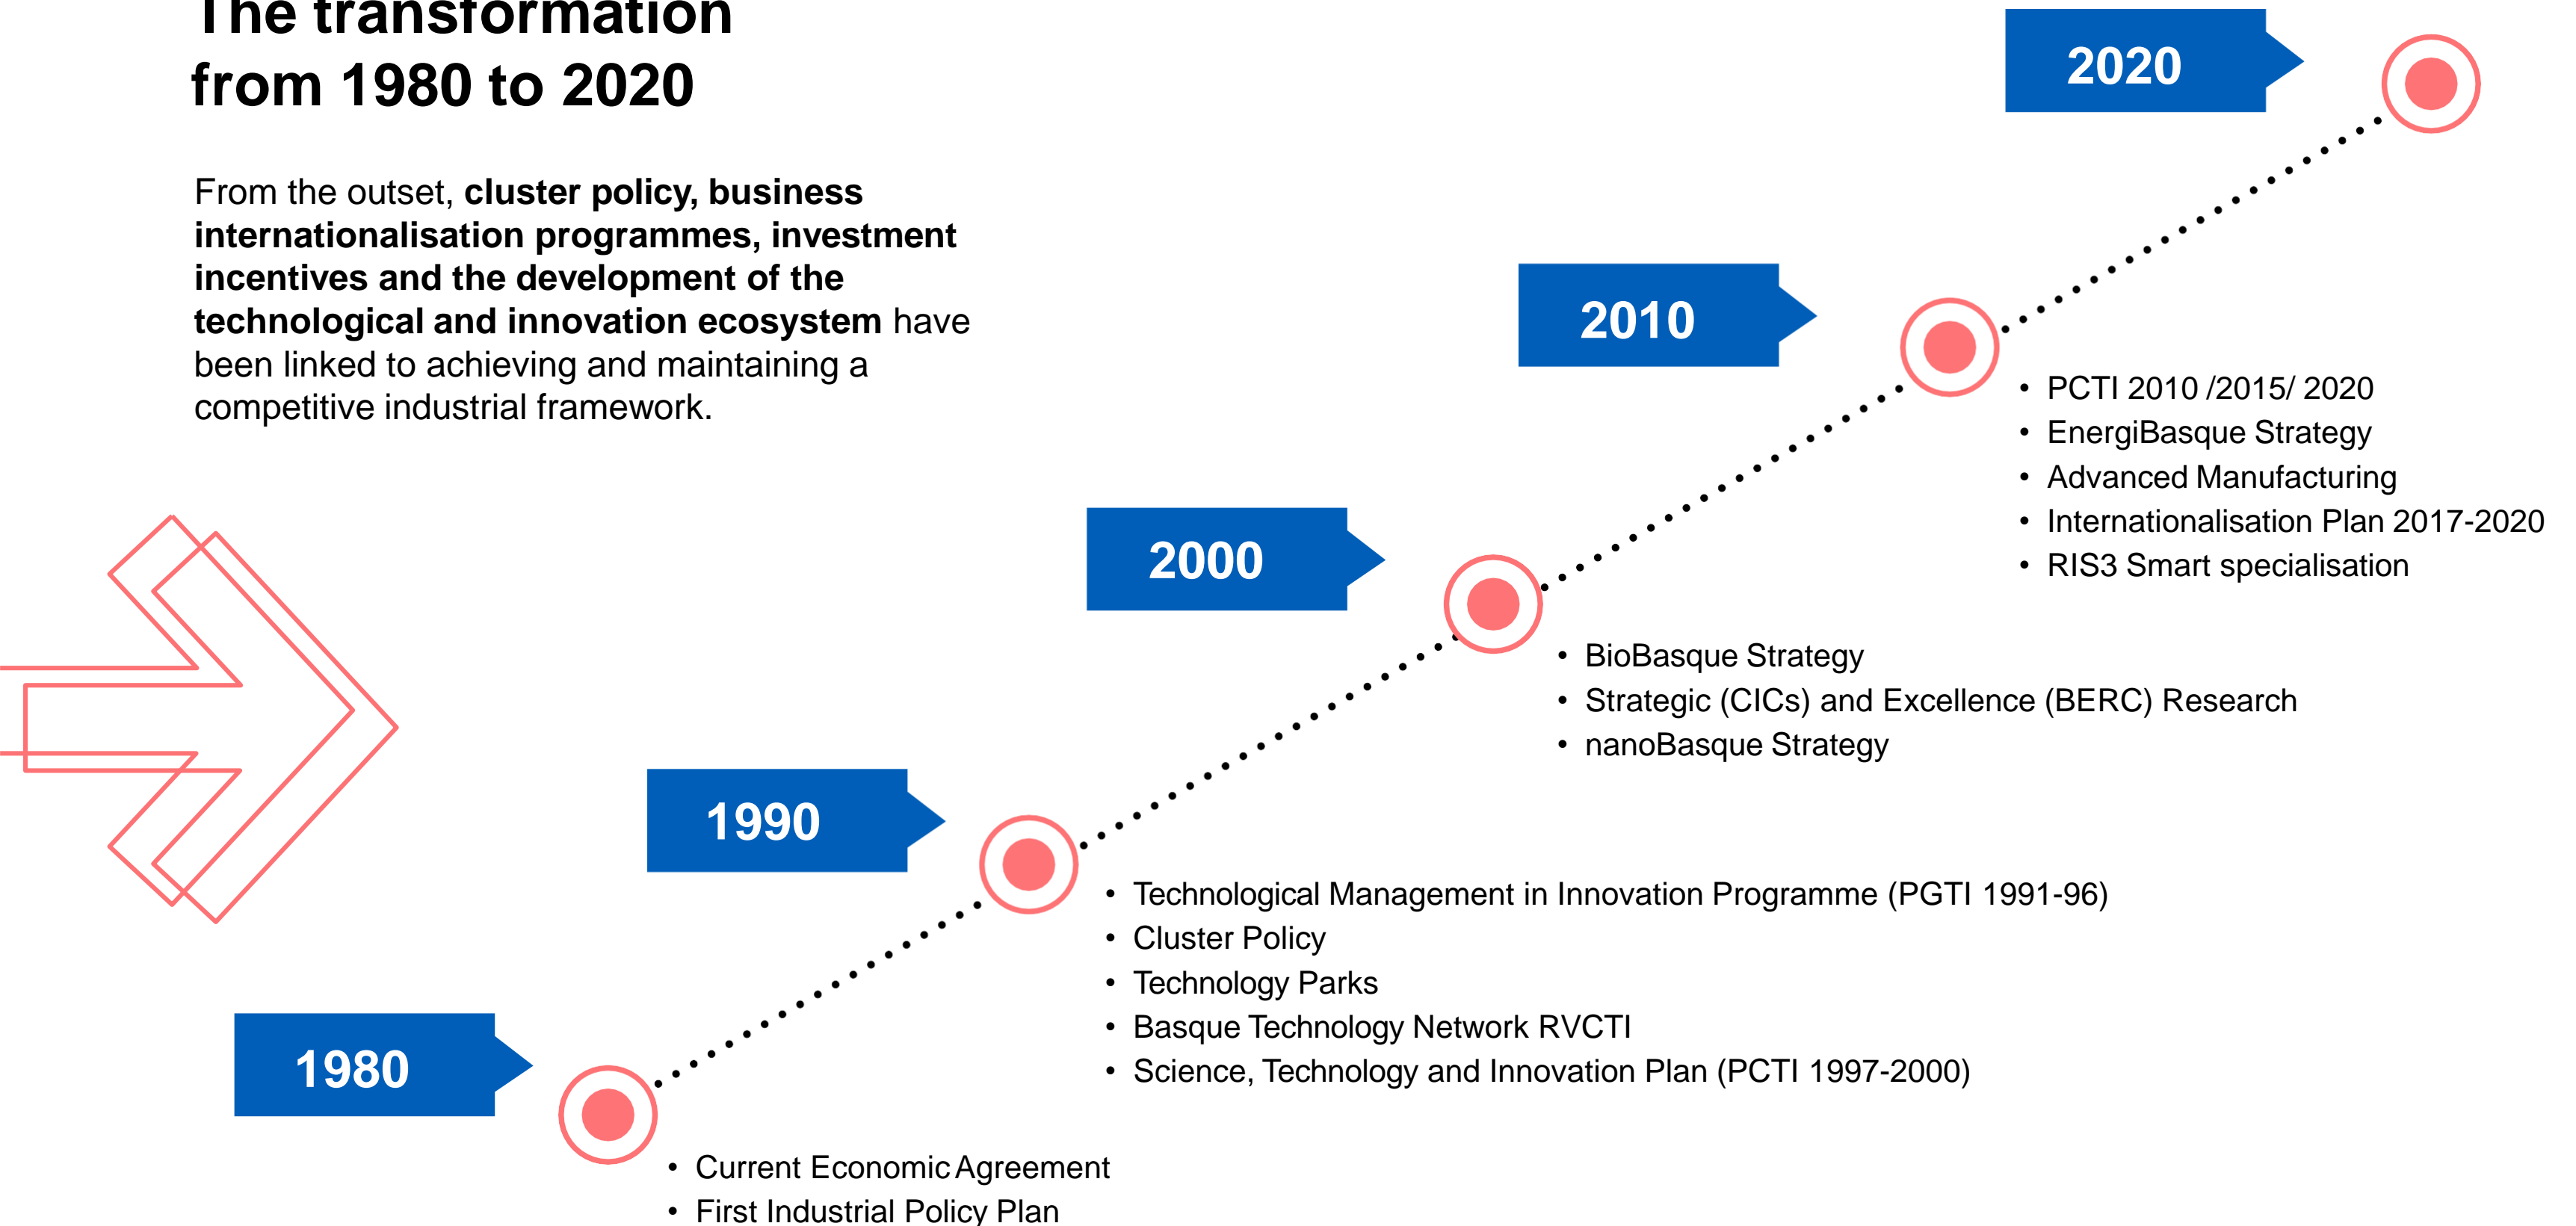 The transformation
from 1980 to 2020
From the outset, cluster policy, business
internationalisation programmes, investment
incentives and the development of the
technological and innovation ecosystem have
been linked to achieving and maintaining a
competitive industrial framework.
2020
2010
• PCTI 2010 /2015/ 2020
• EnergiBasque Strategy
• Advanced Manufacturing
• Internationalisation Plan 2017-2020
• RIS3 Smart specialisation
2000
• BioBasque Strategy
• Strategic (CICs) and Excellence (BERC) Research
• nanoBasque Strategy
1990
• Technological Management in Innovation Programme (PGTI 1991-96)
• Cluster Policy
• Technology Parks
• Basque Technology Network RVCTI
• Science, Technology and Innovation Plan (PCTI 1997-2000)
1980
• Current Economic Agreement
• First Industrial Policy Plan